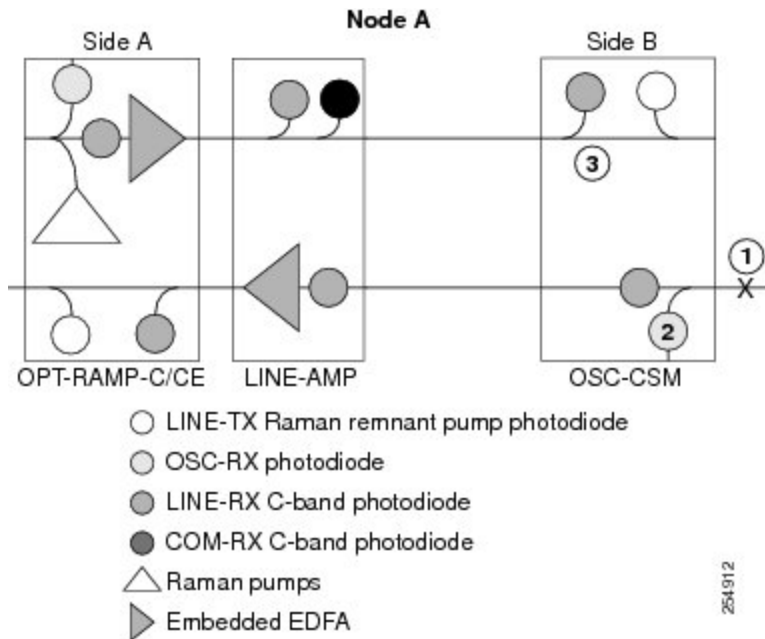 Node A
Side A
Side B
3
1
X
2
OPT-RAMP-C/CE
LINE-AMP
OSC-CSM
LINE-TX Raman remnant pump photodiode
OSC-RX photodiode
LINE-RX C-band photodiode
COM-RX C-band photodiode
Raman pumps
Embedded EDFA
254912